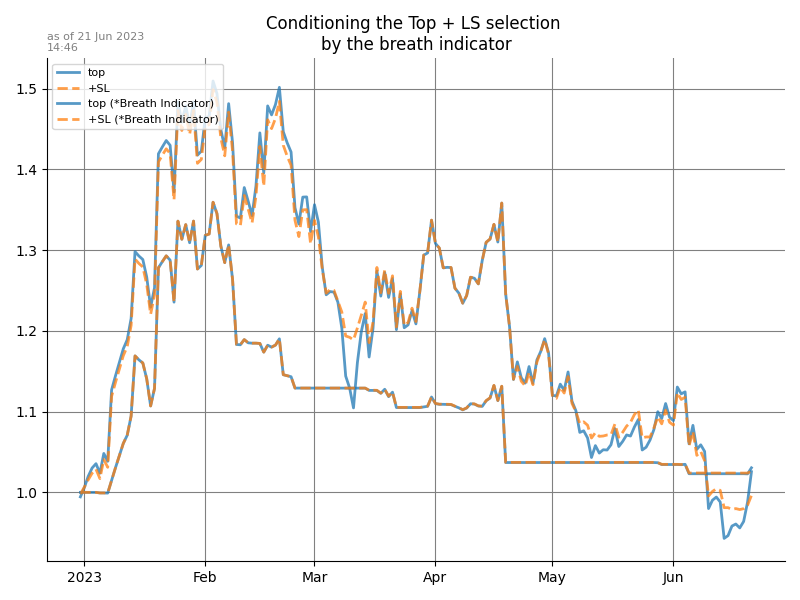 Conditioning the Top + LS selection
by the breath indicator
as of 21 Jun 2023
14:46
top
+SL
top (*Breath Indicator)
+SL (*Breath Indicator)
1.5
1.4
1.3
1.2
1.1
1.0
2023 Feb Mar Apr May Jun